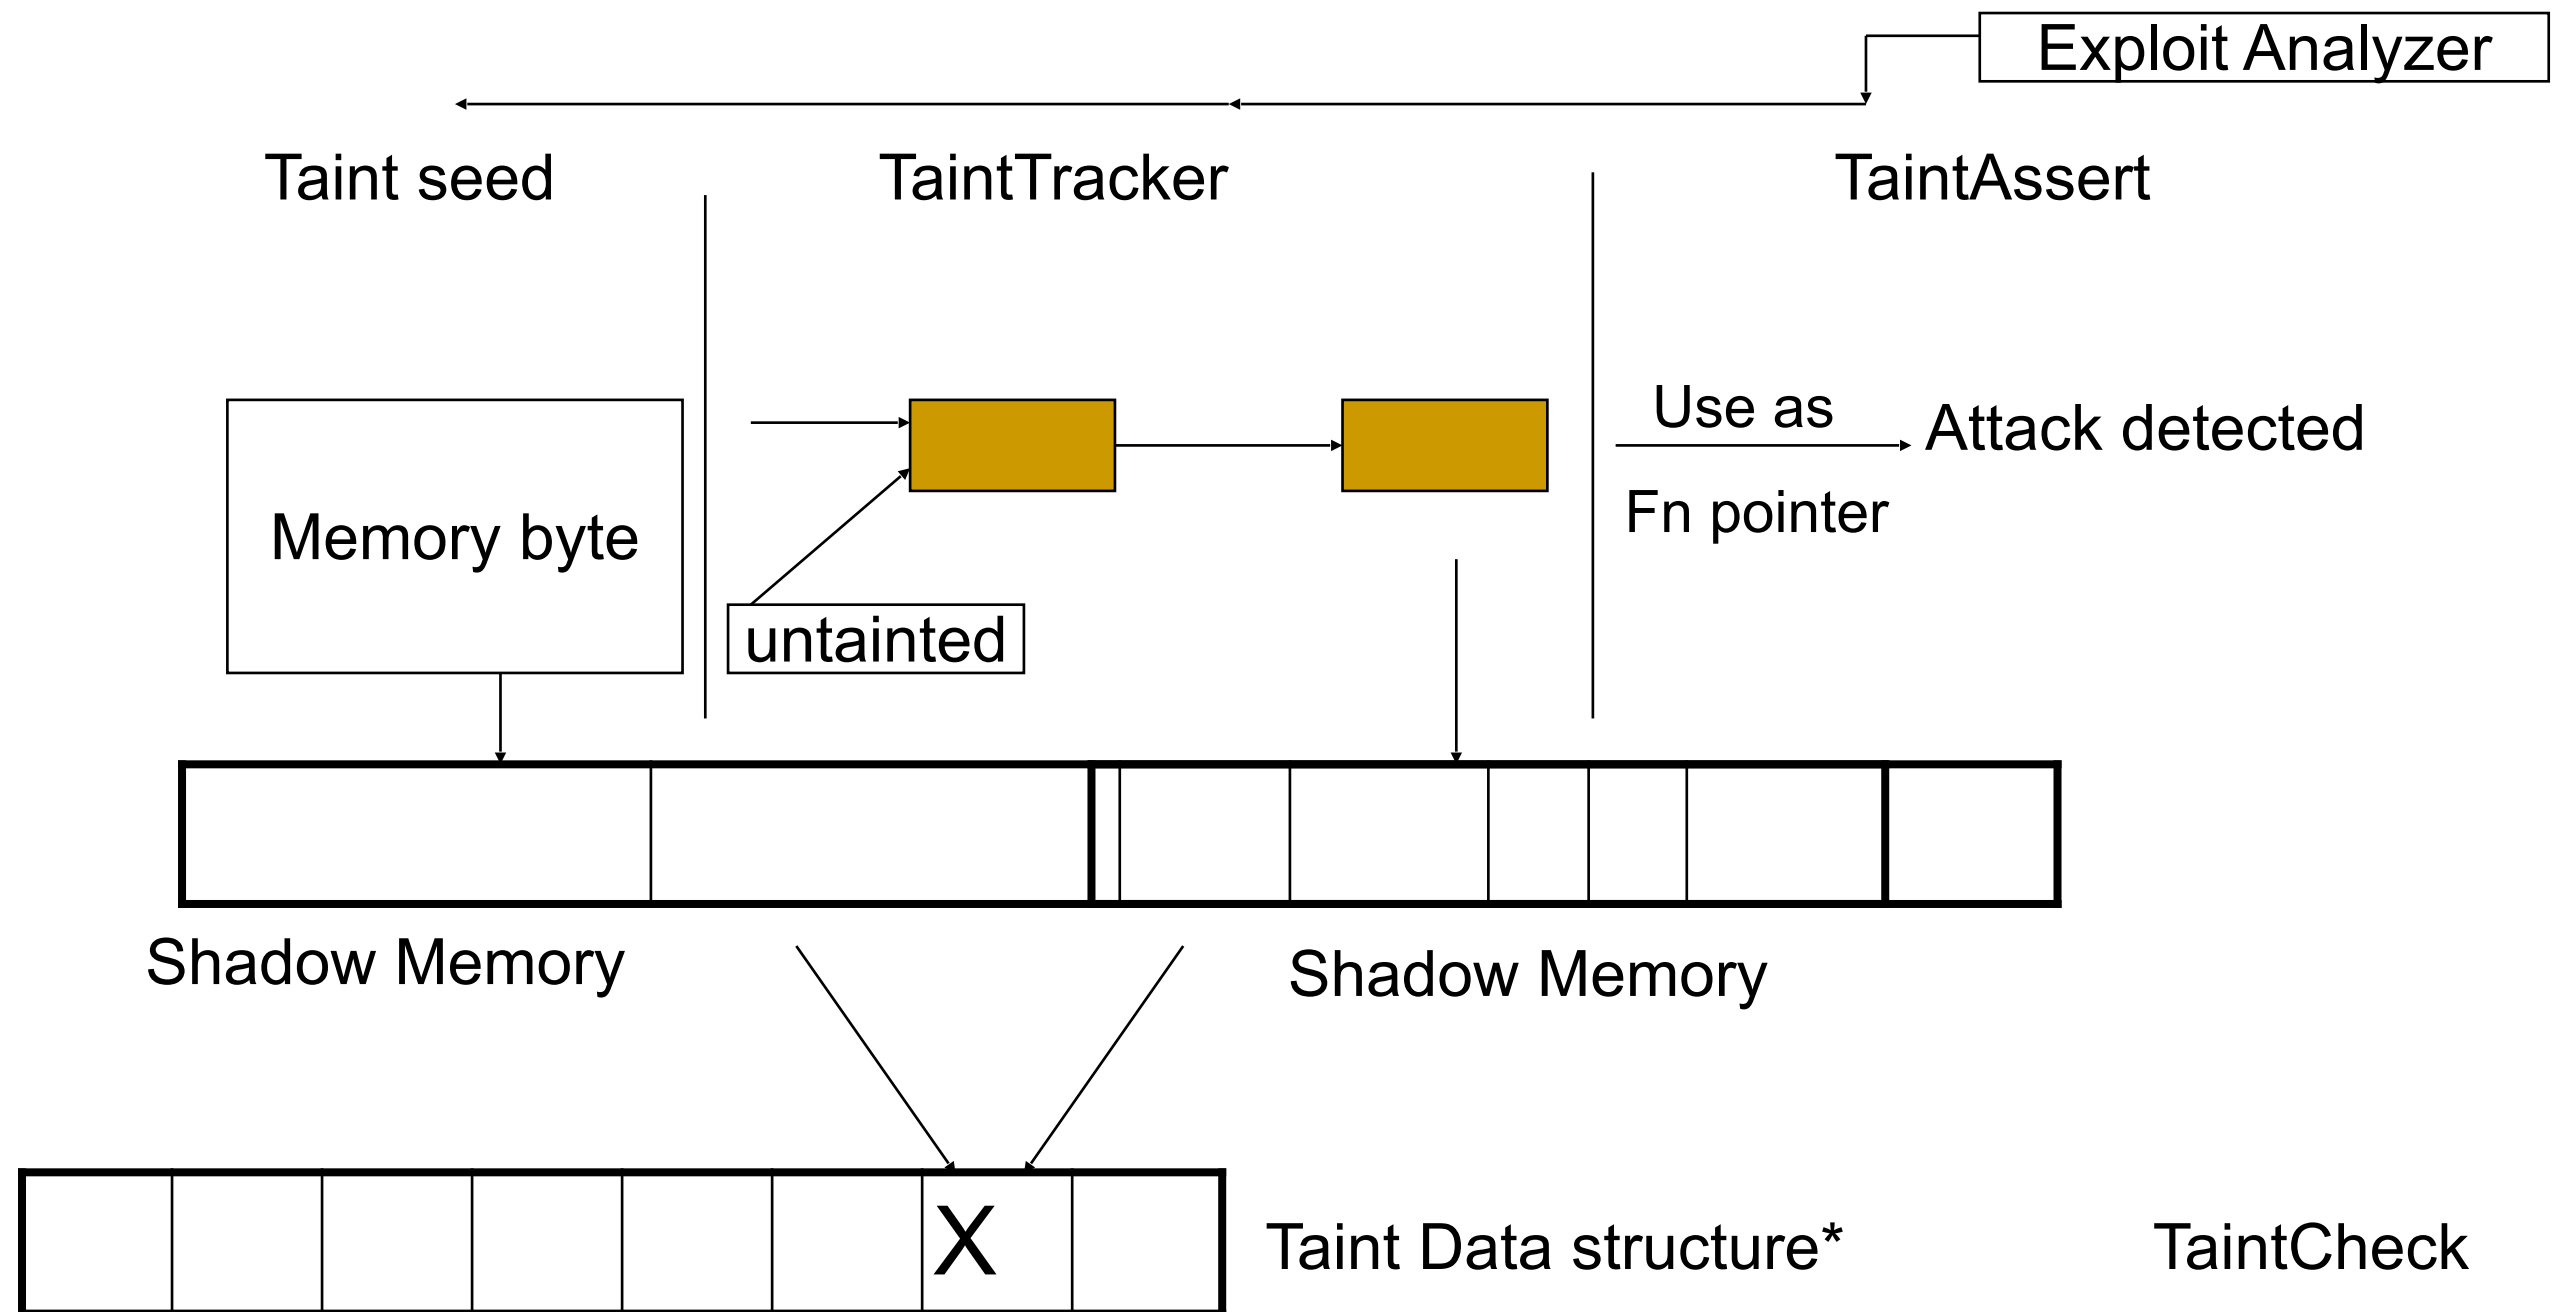 Exploit Analyzer
Taint seed
TaintTracker
TaintAssert
Use as
Attack detected
Fn pointer
Memory byte
untainted
Shadow Memory
Shadow Memory
X
Taint Data structure*
TaintCheck